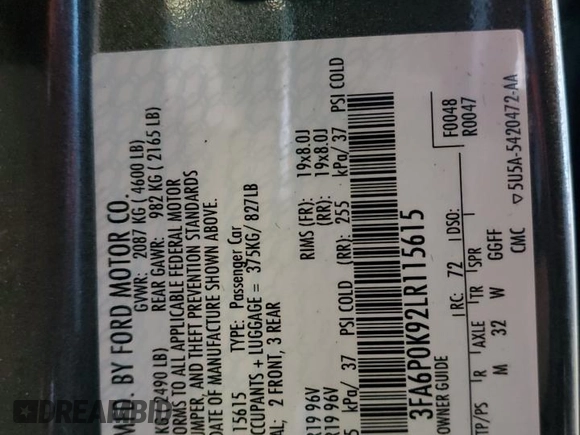 MFD. BY FORD MOTOR CO.
GVWR: 2087 KG ( 4600 LB)
REAR GAWR: 982 KG ( 2165 LB)
KG ( 2490 LB)
ORMS TO ALL APPLICABLE FEDERAL MOTOR
UMPER, AND THEFT PREVENTION STANDARDS
DATE OF MANUFACTURE SHOWN ABOVE.
15615 TYPE: Passenger Car
CCUPANTS + LUGGAGE = 375KG/ 827LB
AL; 2 FRONT, 3 REAR
R19 96V RIMS (FR): 19x8.0J
R19 96V (RR): 19x8.0J
5 kPa/ 37 PSI COLD (RR): 255 kPa/ 37 PSI COLD
3FA6P0K92LR115615
F0048
R0047
OWNER GUIDE
RC: 72 DSO:
TP/PS R AXLE TR SPR
M 32 W GGFF
CMC
▽5U5A-5420472-AA
DREAMBID